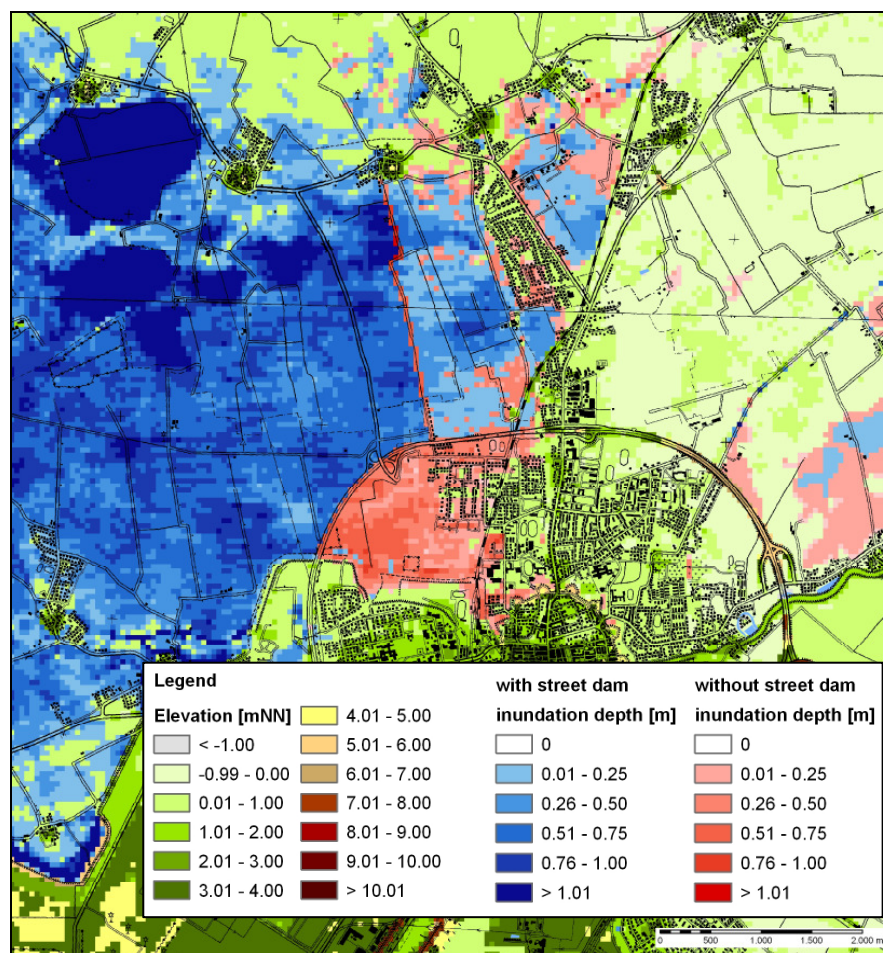 Legend
Elevation [mNN]
< -1.00
-0.99 - 0.00
0.01 - 1.00
1.01 - 2.00
2.01 - 3.00
3.01 - 4.00
4.01 - 5.00
5.01 - 6.00
6.01 - 7.00
7.01 - 8.00
8.01 - 9.00
9.01 - 10.00
> 10.01
with street dam
inundation depth [m]
0
0.01 - 0.25
0.26 - 0.50
0.51 - 0.75
0.76 - 1.00
> 1.01
without street dam
inundation depth [m]
0
0.01 - 0.25
0.26 - 0.50
0.51 - 0.75
0.76 - 1.00
> 1.01
0 500 1.000 1.500 2.000 m